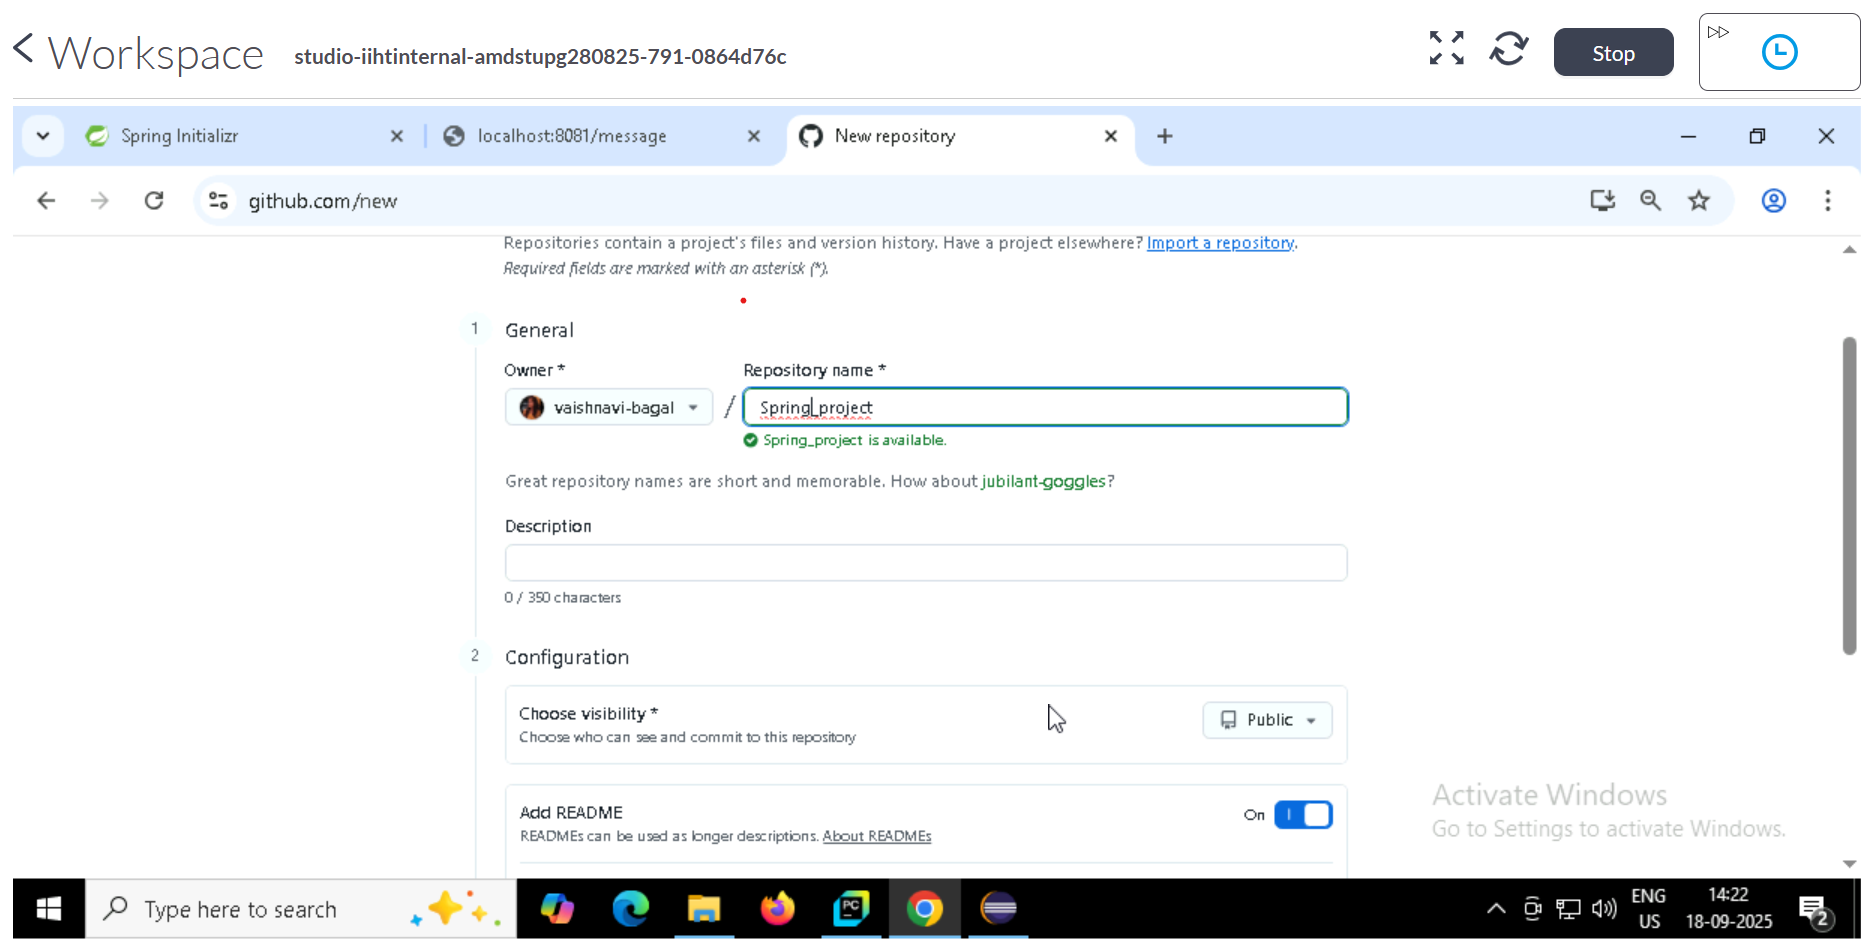 Workspace
studio-iihtinternal-amdstupg280825-791-0864d76c
Stop
Spring Initializr
localhost:8081/message
New repository
github.com/new
Repositories contain a project's files and version history. Have a project elsewhere? Import a repository.
Required fields are marked with an asterisk (*).
1 General
Owner *
Repository name *
vaishnavi-bagal
/
Spring_project
Spring_project is available.
Great repository names are short and memorable. How about jubilant-goggles?
Description
0 / 350 characters
2 Configuration
Choose visibility *
Choose who can see and commit to this repository
Public
Add README
READMEs can be used as longer descriptions. About READMEs
On
Activate Windows
Go to Settings to activate Windows.
Type here to search
PC
ENG
US
14:22
18-09-2025
2